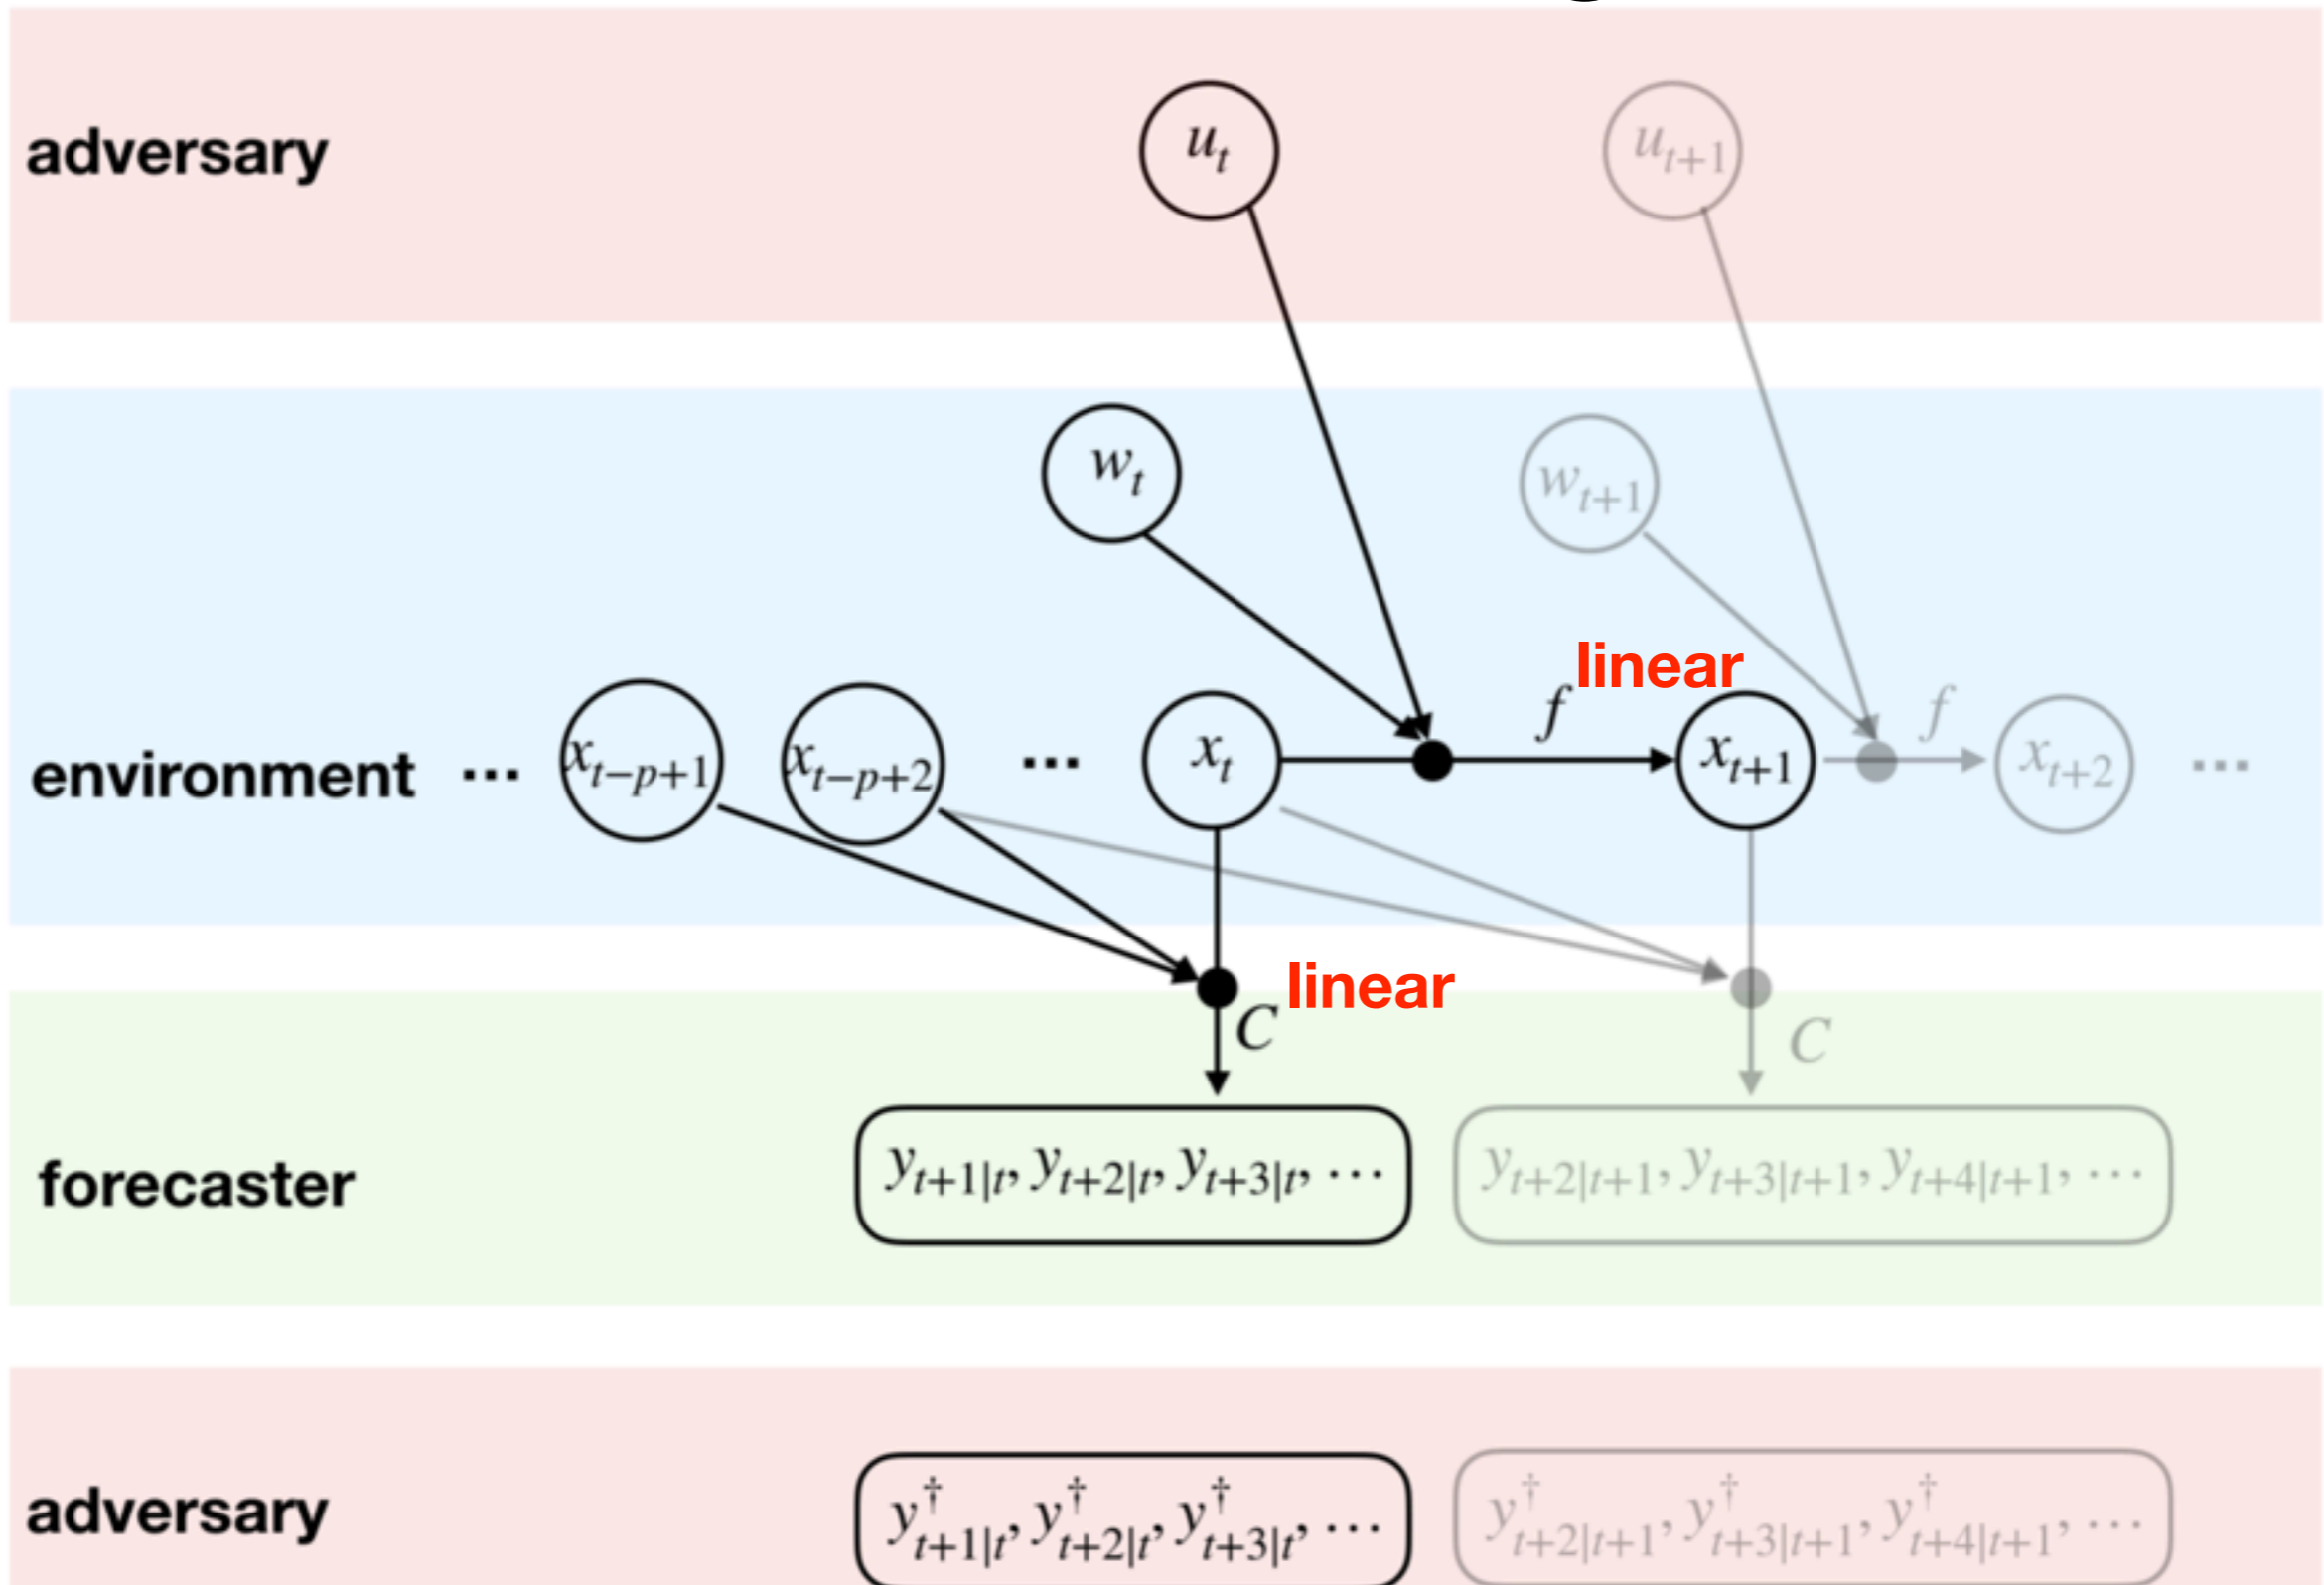 adversary
u_t
u_{t+1}
w_t
w_{t+1}
linear
environment ... x_{t−p+1} x_{t−p+2} ... x_t f x_{t+1} f x_{t+2} ...
linear
C
C
forecaster
y_{t+1|t}, y_{t+2|t}, y_{t+3|t}, ...
y_{t+2|t+1}, y_{t+3|t+1}, y_{t+4|t+1}, ...
adversary
y†_{t+1|t}, y†_{t+2|t}, y†_{t+3|t}, ...
y†_{t+2|t+1}, y†_{t+3|t+1}, y†_{t+4|t+1}, ...